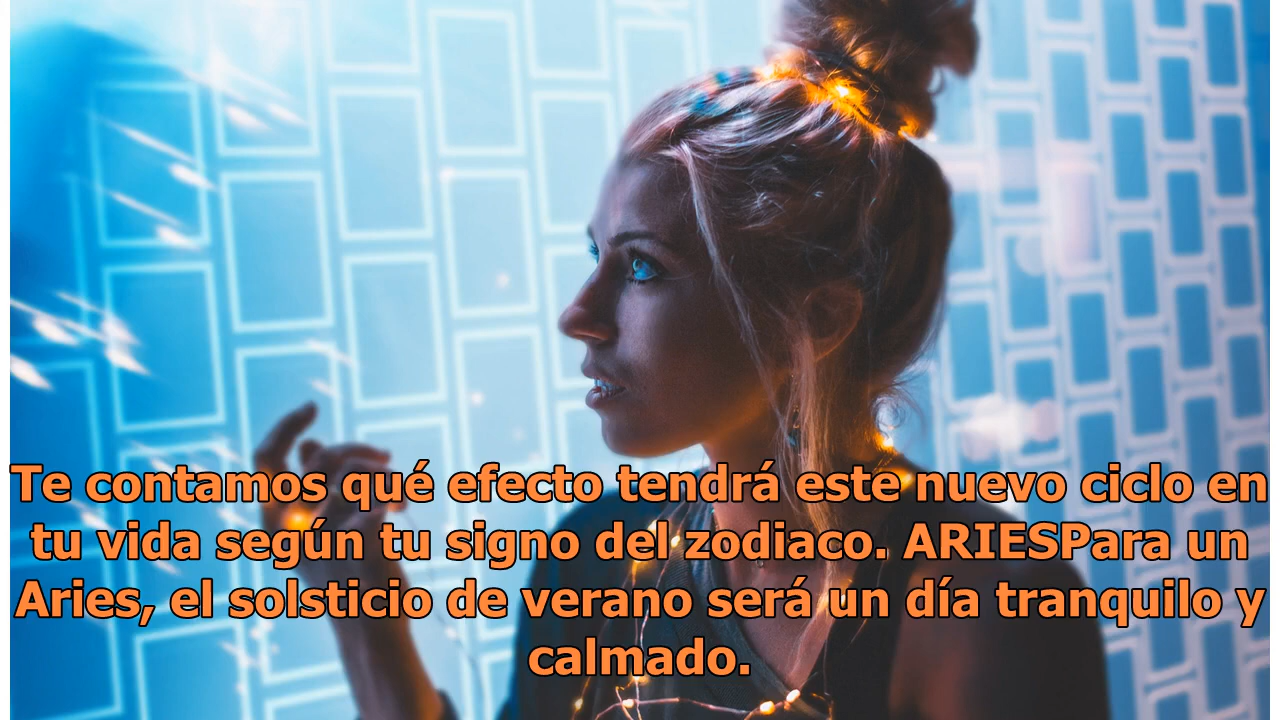 Te contamos qué efecto tendrá este nuevo ciclo en
tu vida según tu signo del zodiaco. ARIESPara un
Aries, el solsticio de verano será un día tranquilo y
calmado.